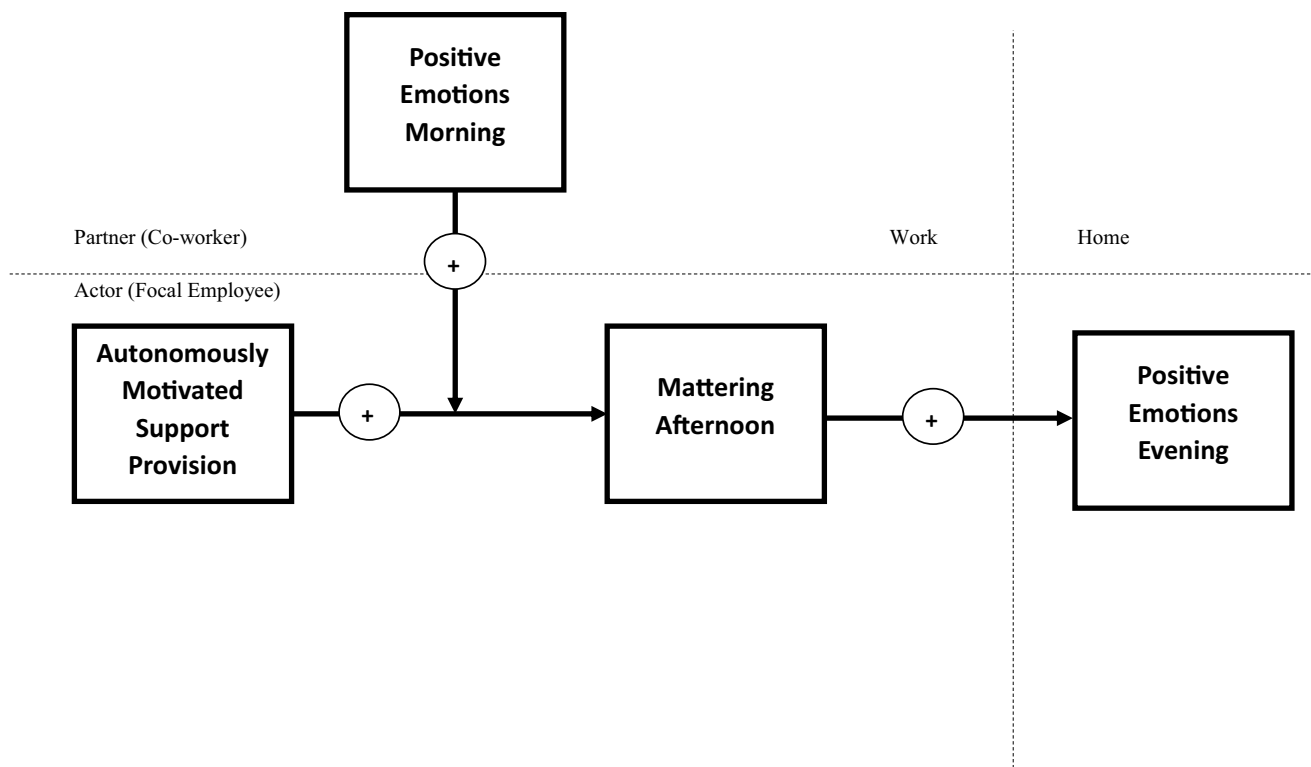 Positive
Emotions
Morning
Partner (Co-worker)
Work
Home
+
Actor (Focal Employee)
Autonomously
Motivated
Support
Provision
+
Mattering
Afternoon
+
Positive
Emotions
Evening